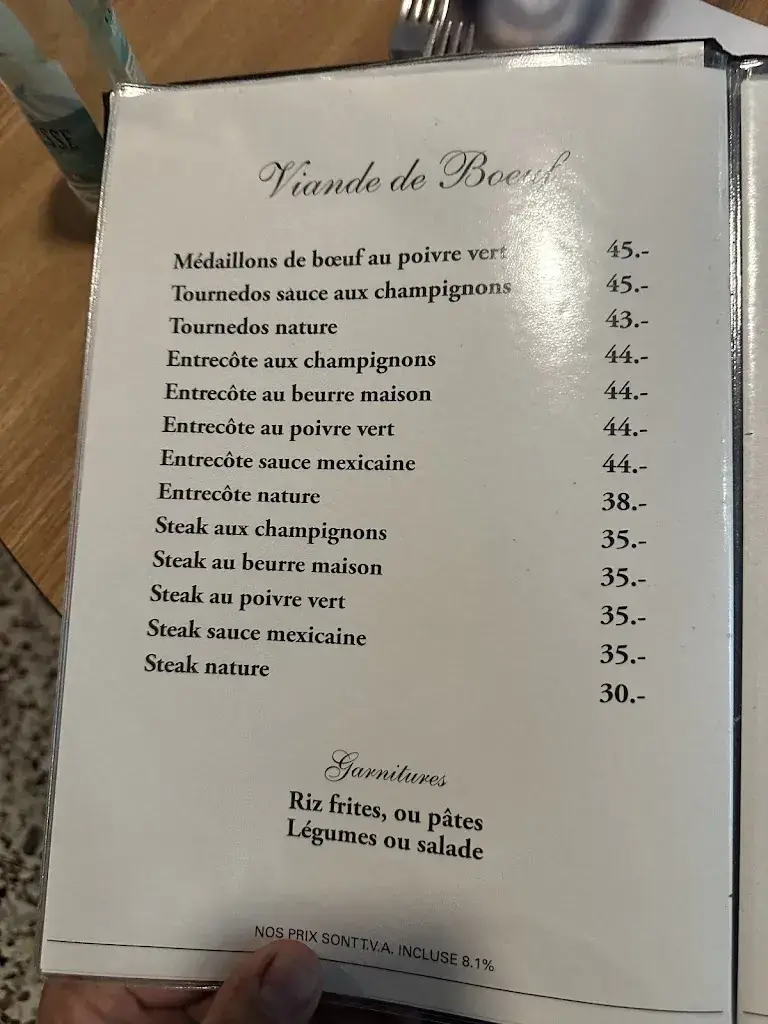 Viande de Boeuf
Médaillons de bœuf au poivre vert 45.-
Tournedos sauce aux champignons 45.-
Tournedos nature 43.-
Entrecôte aux champignons 44.-
Entrecôte au beurre maison 44.-
Entrecôte au poivre vert 44.-
Entrecôte sauce mexicaine 44.-
Entrecôte nature 38.-
Steak aux champignons 35.-
Steak au beurre maison 35.-
Steak au poivre vert 35.-
Steak sauce mexicaine 35.-
Steak nature 30.-
Garnitures
Riz frites, ou pâtes
Légumes ou salade
NOS PRIX SONT T.V.A. INCLUSE 8.1%